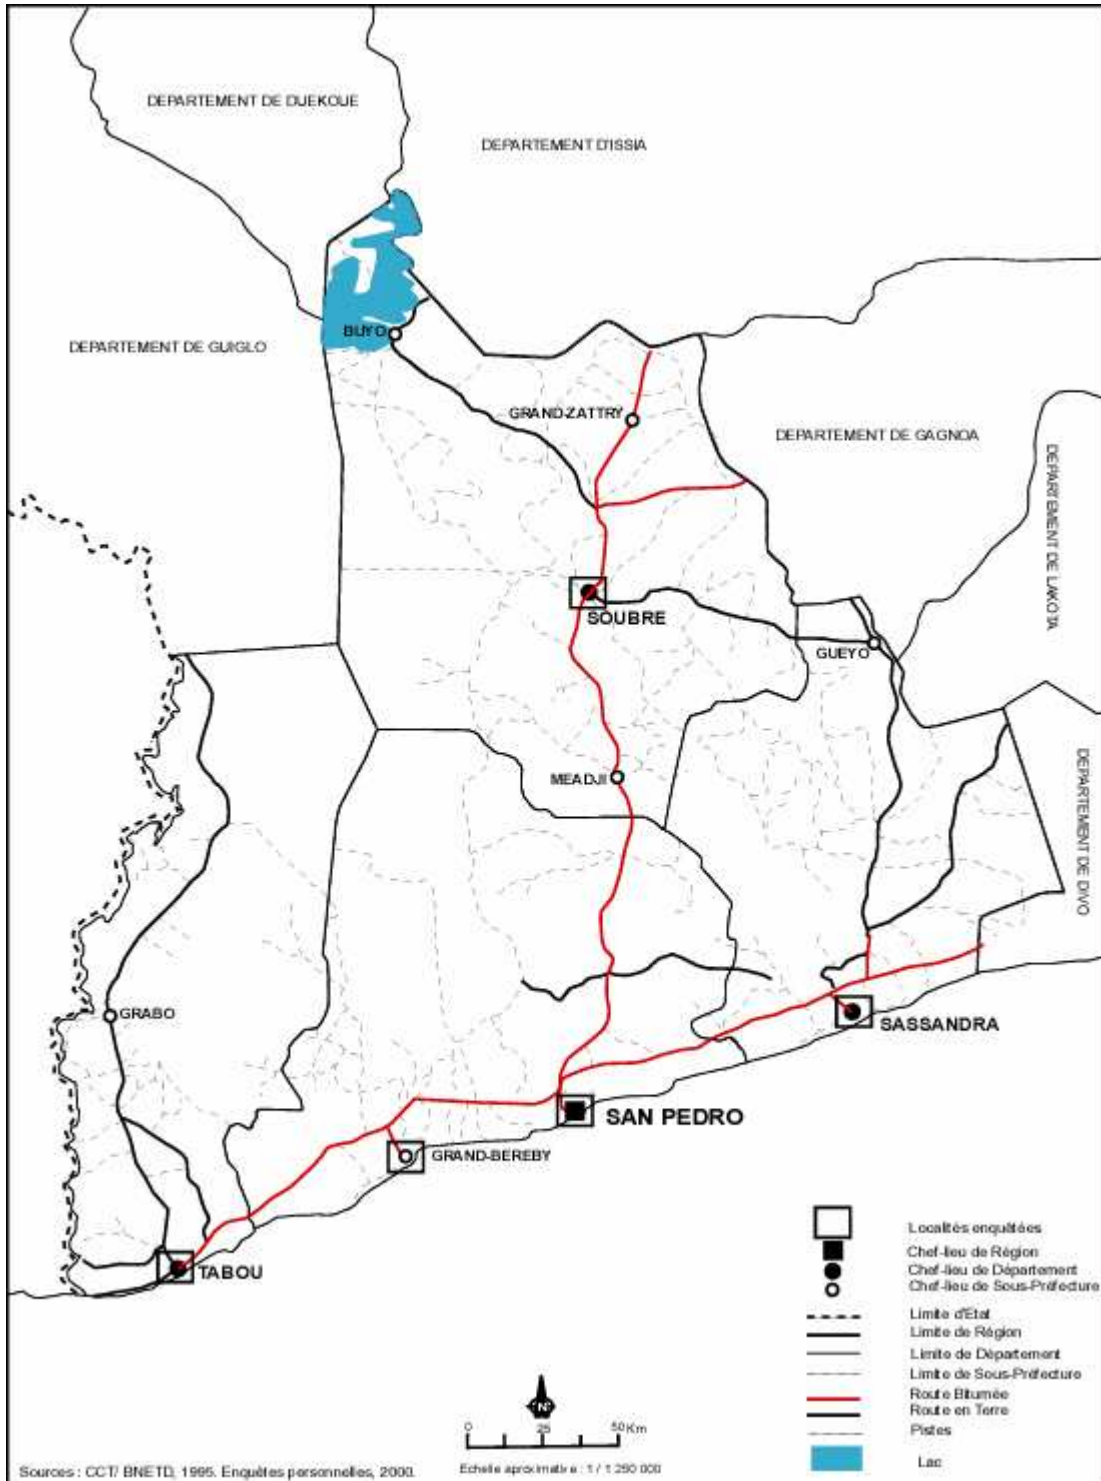 DEPARTEMENT DE DUEKOUE
DEPARTEMENT D'ISSIA
BUYO
DEPARTEMENT DE GUIGLO
GRAND-ZATTRY
DEPARTEMENT DE GAGNOA
DEPARTEMENT DE LAKOTA
SOUBRE
GUEYO
MEADJI
DEPARTEMENT DE DIVO
GRABO
SASSANDRA
SAN PEDRO
GRAND-BEREBY
TABOU
Localités enquêtées
Chef-lieu de Région
Chef-lieu de Département
Chef-lieu de Sous-Préfecture
Limite d'Etat
Limite de Région
Limite de Département
Limite de Sous-Préfecture
Route Bitumée
Route en Terre
Pistes
Lac
N
0 25 50 Km
Echelle aproximative : 1 / 1 250 000
Sources : CCT/ BNETD, 1995. Enquêtes personnelles, 2000.